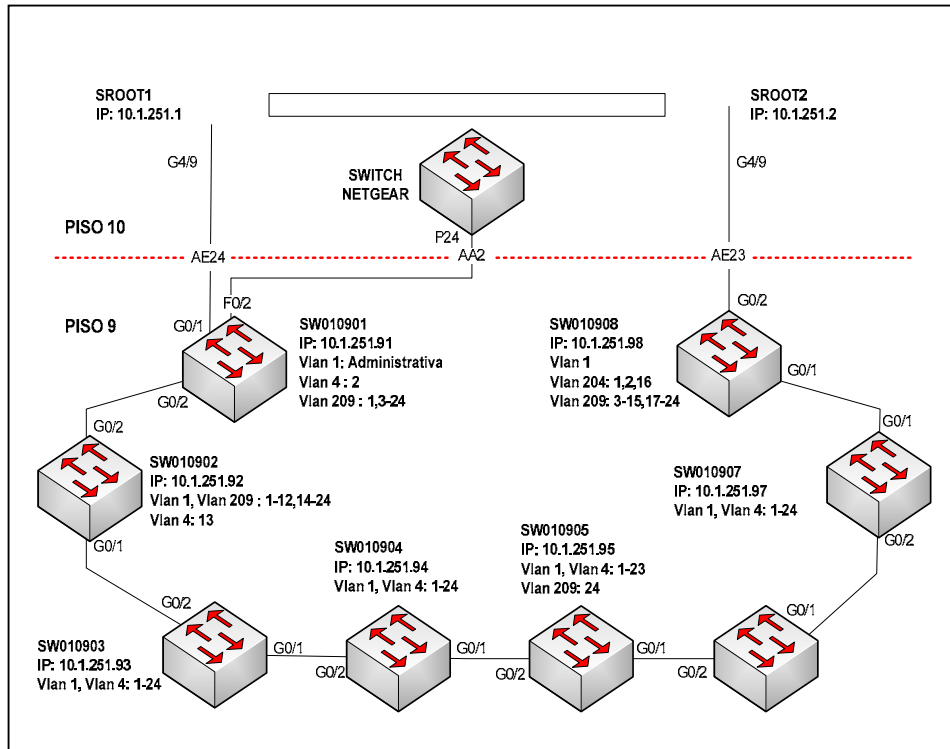 SROOT1
IP: 10.1.251.1
SROOT2
IP: 10.1.251.2
G4/9
G4/9
SWITCH
NETGEAR
PISO 10
P24
AE24
AA2
AE23
PISO 9
F0/2
G0/1
G0/2
SW010901
IP: 10.1.251.91
Vlan 1: Administrativa
Vlan 4 : 2
Vlan 209 : 1,3-24
G0/2
SW010908
IP: 10.1.251.98
Vlan 1
Vlan 204: 1,2,16
Vlan 209: 3-15,17-24
G0/1
G0/2
SW010902
IP: 10.1.251.92
Vlan 1, Vlan 209 : 1-12,14-24
Vlan 4: 13
G0/1
G0/1
SW010907
IP: 10.1.251.97
Vlan 1, Vlan 4: 1-24
G0/2
SW010904
IP: 10.1.251.94
Vlan 1, Vlan 4: 1-24
SW010905
IP: 10.1.251.95
Vlan 1, Vlan 4: 1-23
Vlan 209: 24
G0/2
G0/1
SW010903
IP: 10.1.251.93
Vlan 1, Vlan 4: 1-24
G0/1
G0/2
G0/1
G0/2
G0/1
G0/2